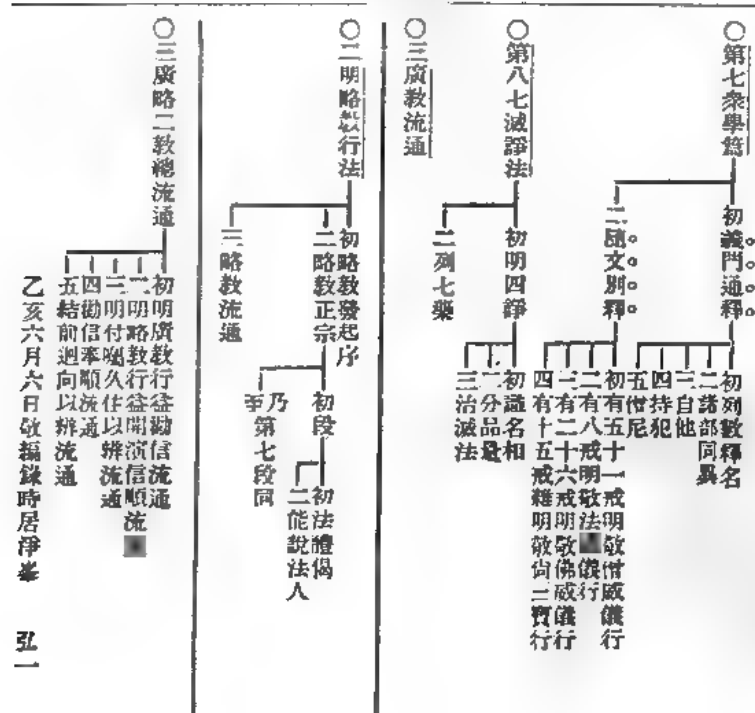 ○第七衆學篇
初義門通釋
初列數釋名
二諸部同異
三自他
四持犯
五僧尼
二隨文別釋
初有五十一戒明敬僧威儀行
二有八戒明敬法 儀行
三有二十六戒明敬佛威儀行
四有十五戒雜明敬尙三寶行
○第八七滅諍法
初明四諍
初識名相
二分品量
三治滅法
二列七藥
○三廣教流通
○二明略教行法
初略教發起序
二略教正宗
初段
初法體偈
二能說法人
乃至第七段同
三略教流通
○三廣略二教總流通
初明廣教行益勸信流通
二明略教行益開演信順流
三明付囑久住以辨流通
四勸信奉順流通
五結前迴向以辨流通
乙亥六月六日敬編錄時居淨峯 弘一